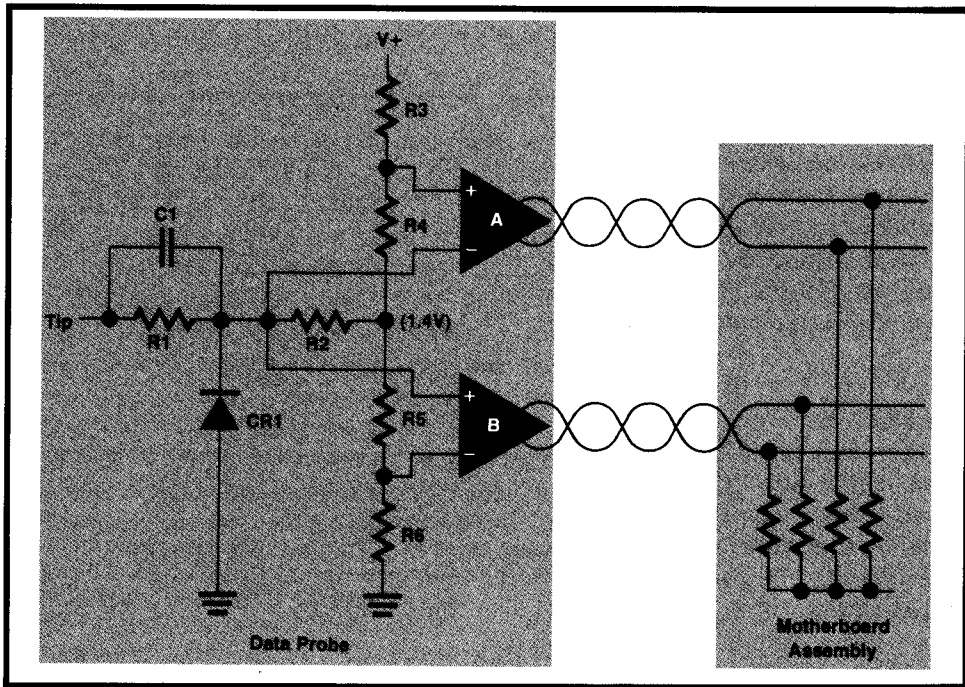 V+
R3
+
A
−
R4
C1
Tip
R1
R2
(1.4V)
CR1
R5
+
B
−
R6
Data Probe
Motherboard
Assembly